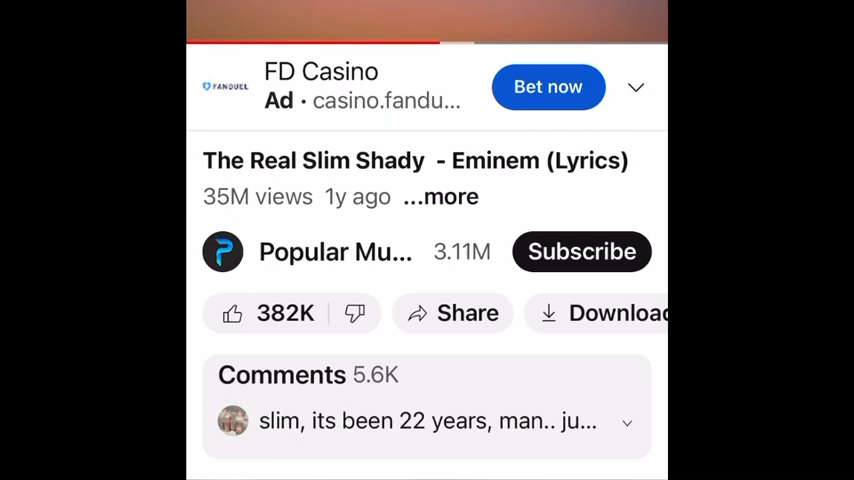 FANDUEL
FD Casino
Ad · casino.fandu...
Bet now
The Real Slim Shady - Eminem (Lyrics)
35M views 1y ago ...more
Popular Mu... 3.11M Subscribe
382K Share Download
Comments 5.6K
slim, its been 22 years, man.. ju...